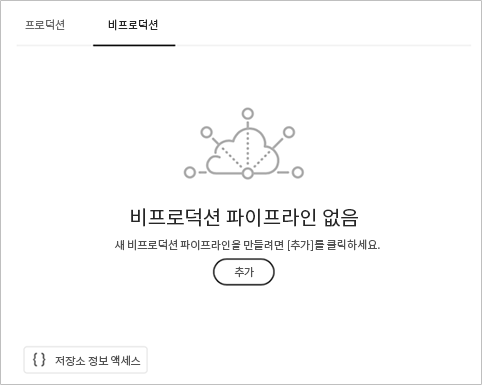 프로덕션
비프로덕션
비프로덕션 파이프라인 없음
새 비프로덕션 파이프라인을 만들려면 [추가]를 클릭하세요.
추가
{} 저장소 정보 액세스